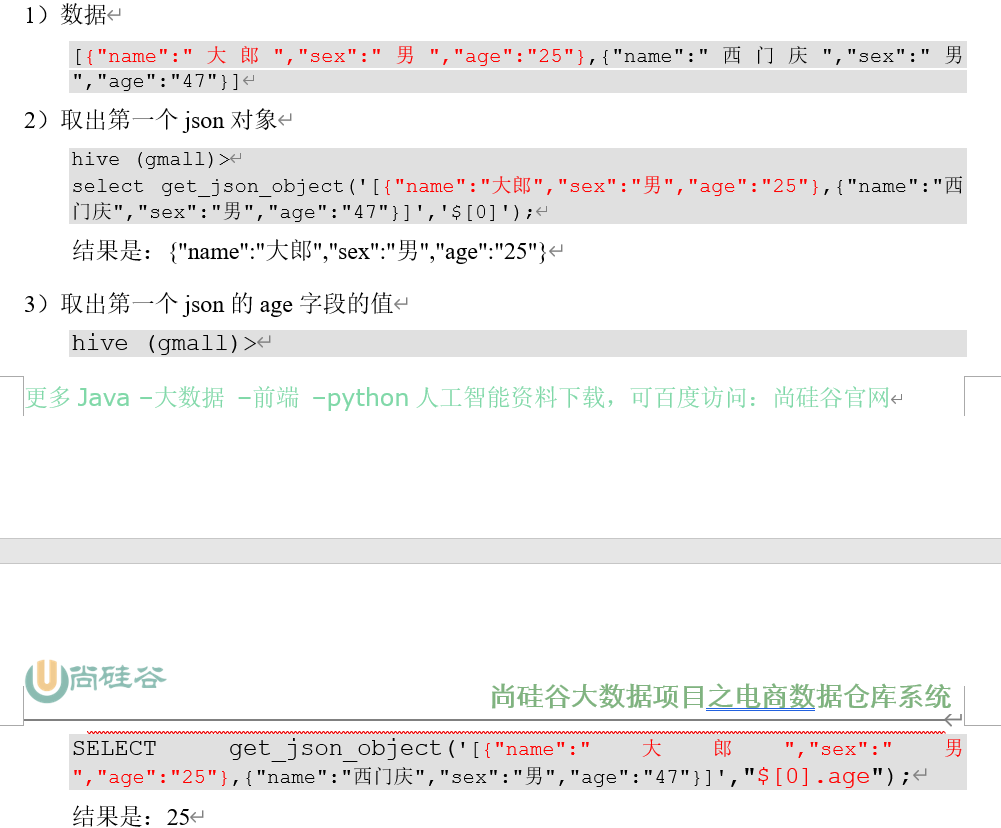 1）数据
[{"name":"大郎","sex":"男","age":"25"},{"name":"西门庆","sex":"男
","age":"47"}]
2）取出第一个 json 对象
hive (gmall)>
select get_json_object('[{"name":"大郎","sex":"男","age":"25"},{"name":"西
门庆","sex":"男","age":"47"}]','$[0]');
结果是：{"name":"大郎","sex":"男","age":"25"}
3）取出第一个 json 的 age 字段的值
hive (gmall)>
更多 Java –大数据 –前端 –python 人工智能资料下载，可百度访问：尚硅谷官网
尚硅谷
尚硅谷大数据项目之电商数据仓库系统
SELECT get_json_object('[{"name":"大郎","sex":"男
","age":"25"},{"name":"西门庆","sex":"男","age":"47"}]',"$[0].age");
结果是：25